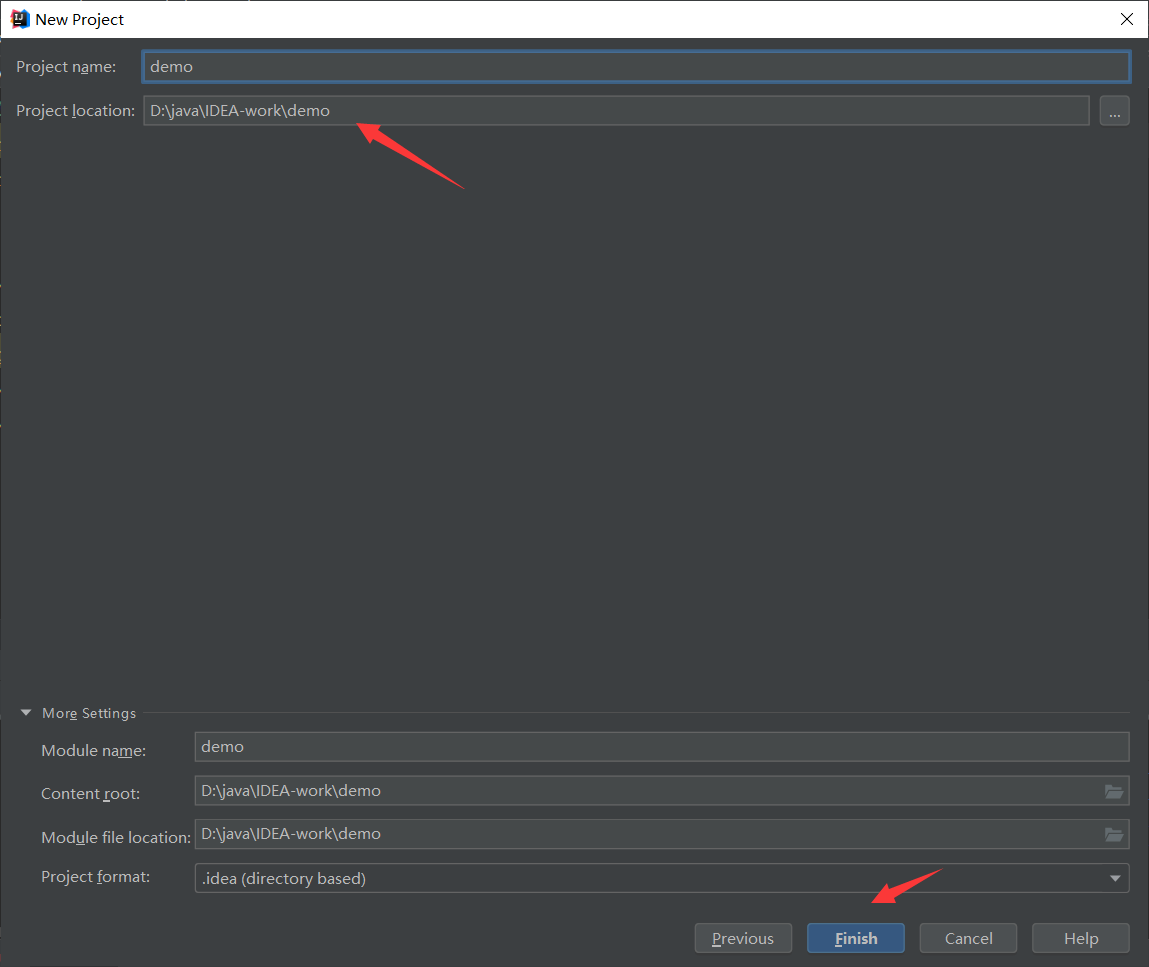 New Project
Project name: demo
Project location: D:\java\IDEA-work\demo ...
More Settings
Module name: demo
Content root: D:\java\IDEA-work\demo
Module file location: D:\java\IDEA-work\demo
Project format: .idea (directory based)
Previous Finish Cancel Help